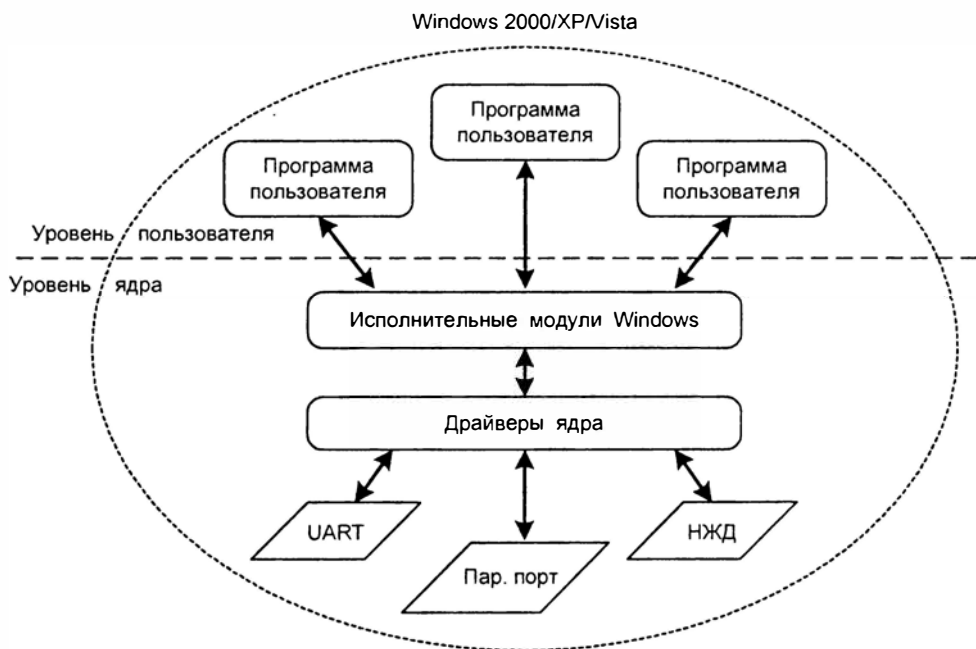 Windows 2000/XP/Vista
Программа
пользователя
Программа
пользователя
Программа
пользователя
Уровень пользователя
Уровень ядра
Исполнительные модули Windows
Драйверы ядра
UART
Пар. порт
НЖД